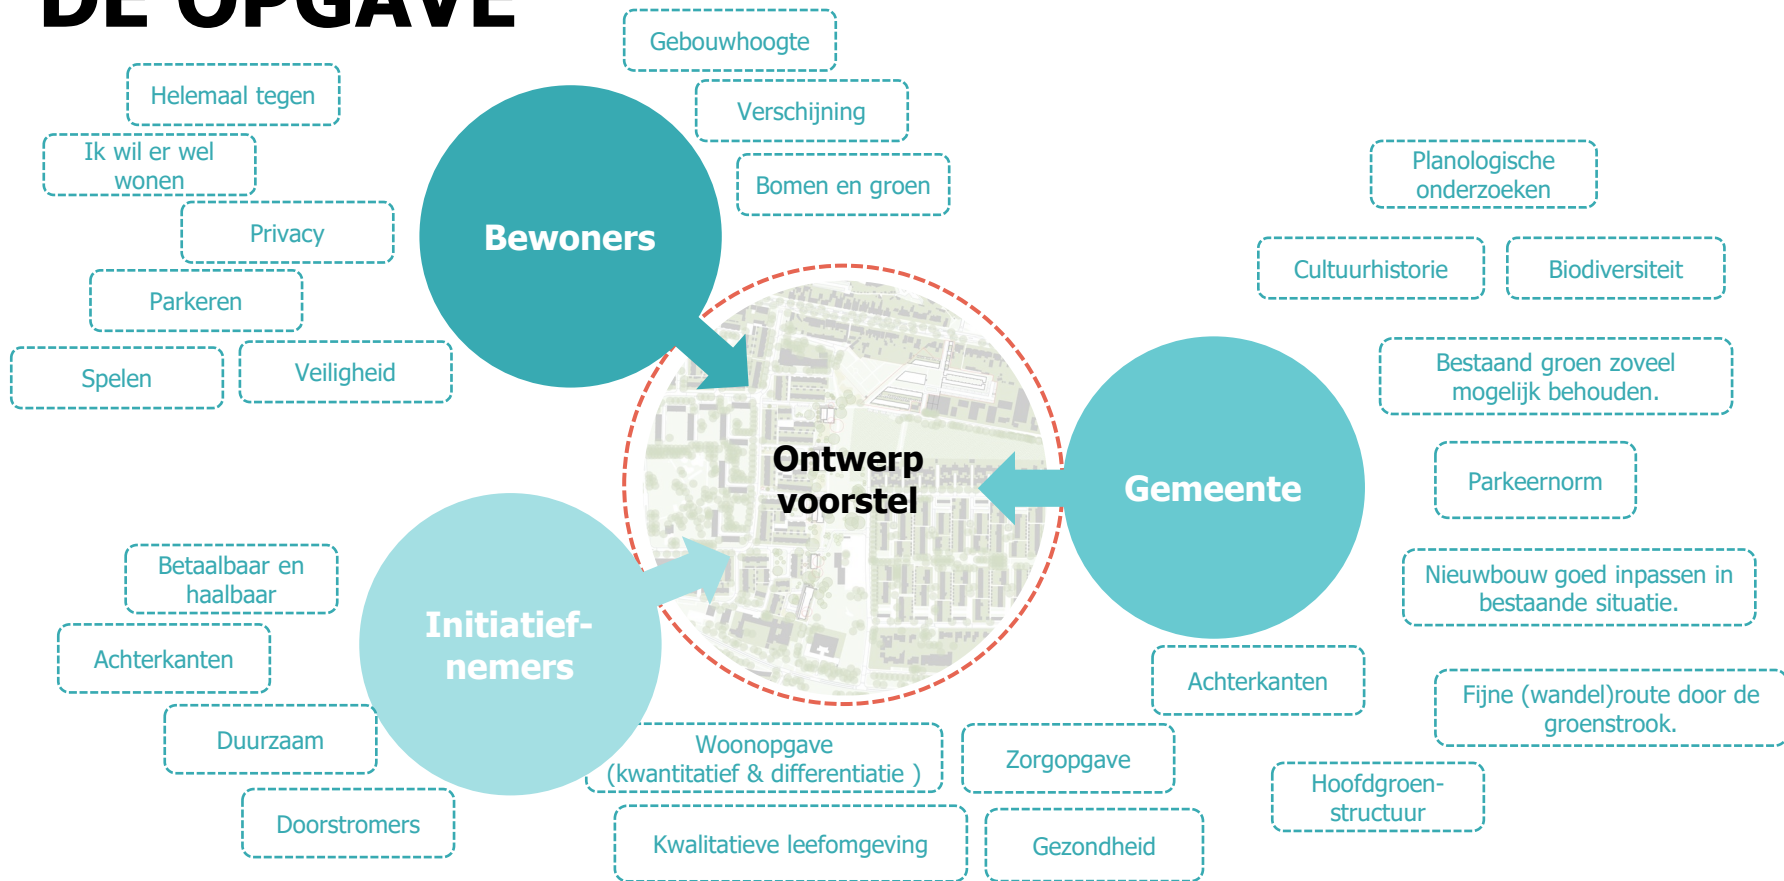 DE OPGAVE
Gebouwhoogte
Helemaal tegen
Verschijning
Ik wil er wel
wonen
Bomen en groen
Privacy
Bewoners
Parkeren
Spelen
Veiligheid
Planologische
onderzoeken
Cultuurhistorie
Biodiversiteit
Bestaand groen zoveel
mogelijk behouden.
Ontwerp
voorstel
Gemeente
Parkeernorm
Nieuwbouw goed inpassen in
bestaande situatie.
Betaalbaar en
haalbaar
Initiatief-
nemers
Achterkanten
Duurzaam
Doorstromers
Achterkanten
Fijne (wandel)route door de
groenstrook.
Woonopgave
(kwantitatief & differentiatie )
Zorgopgave
Hoofdgroen-
structuur
Kwalitatieve leefomgeving
Gezondheid